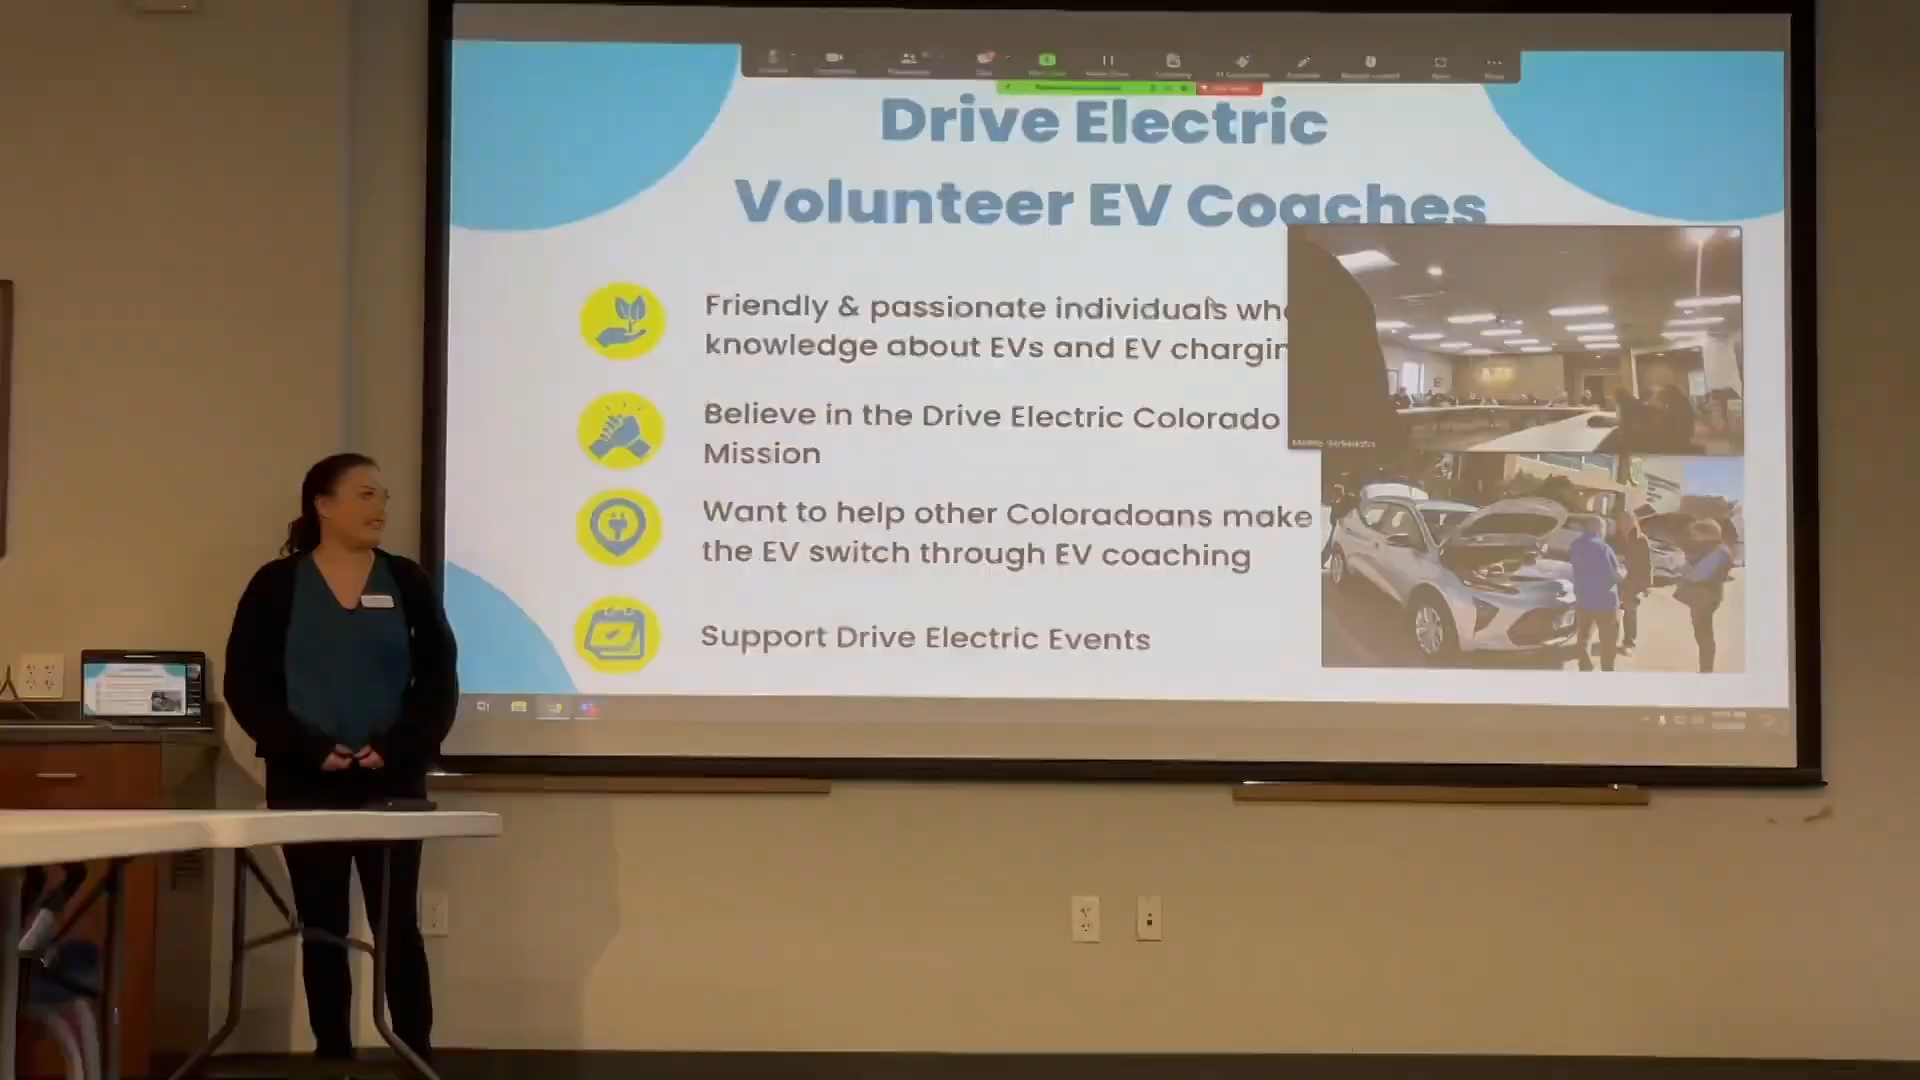 Drive Electric
Volunteer EV Coaches
Friendly & passionate individuals who
knowledge about EVs and EV chargin
Believe in the Drive Electric Colorado
Mission
Want to help other Coloradoans make
the EV switch through EV coaching
Support Drive Electric Events